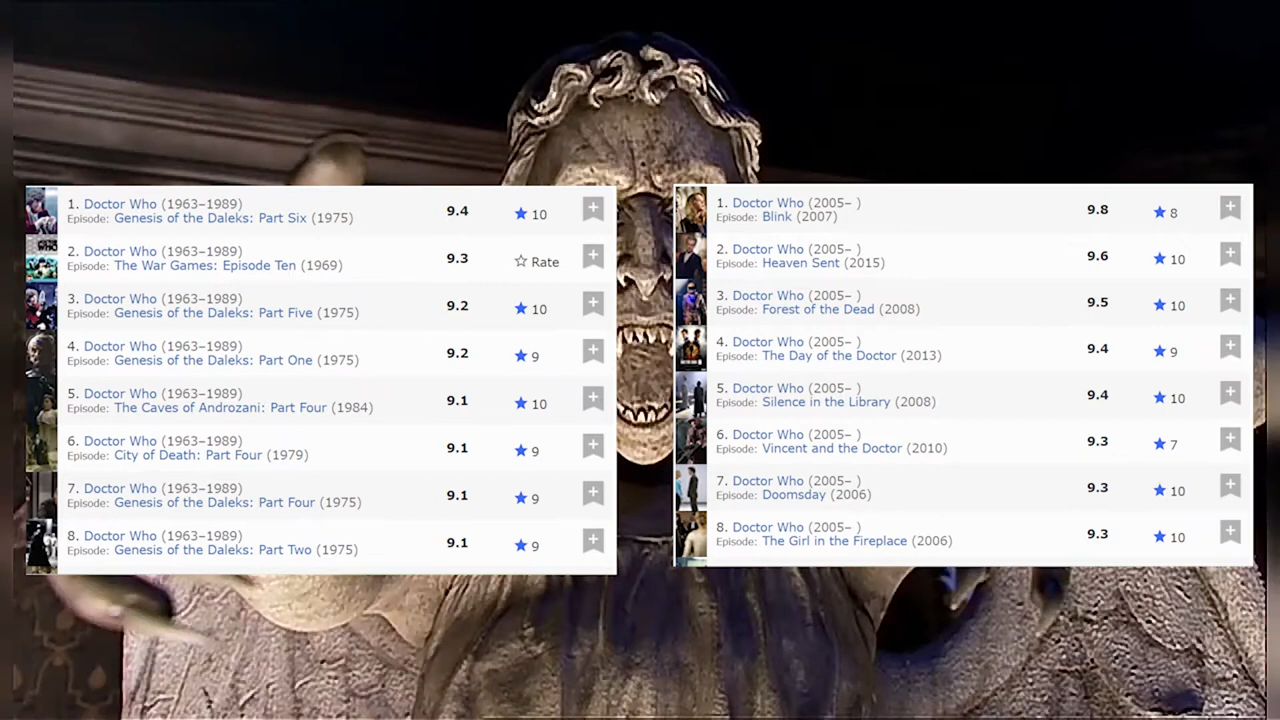 1. Doctor Who (1963–1989)
Episode: Genesis of the Daleks: Part Six (1975)
9.4
10
2. Doctor Who (1963–1989)
Episode: The War Games: Episode Ten (1969)
9.3
Rate
3. Doctor Who (1963–1989)
Episode: Genesis of the Daleks: Part Five (1975)
9.2
10
4. Doctor Who (1963–1989)
Episode: Genesis of the Daleks: Part One (1975)
9.2
9
5. Doctor Who (1963–1989)
Episode: The Caves of Androzani: Part Four (1984)
9.1
10
6. Doctor Who (1963–1989)
Episode: City of Death: Part Four (1979)
9.1
9
7. Doctor Who (1963–1989)
Episode: Genesis of the Daleks: Part Four (1975)
9.1
9
8. Doctor Who (1963–1989)
Episode: Genesis of the Daleks: Part Two (1975)
9.1
9
1. Doctor Who (2005– )
Episode: Blink (2007)
9.8
8
2. Doctor Who (2005– )
Episode: Heaven Sent (2015)
9.6
10
3. Doctor Who (2005– )
Episode: Forest of the Dead (2008)
9.5
10
4. Doctor Who (2005– )
Episode: The Day of the Doctor (2013)
9.4
9
5. Doctor Who (2005– )
Episode: Silence in the Library (2008)
9.4
10
6. Doctor Who (2005– )
Episode: Vincent and the Doctor (2010)
9.3
7
7. Doctor Who (2005– )
Episode: Doomsday (2006)
9.3
10
8. Doctor Who (2005– )
Episode: The Girl in the Fireplace (2006)
9.3
10